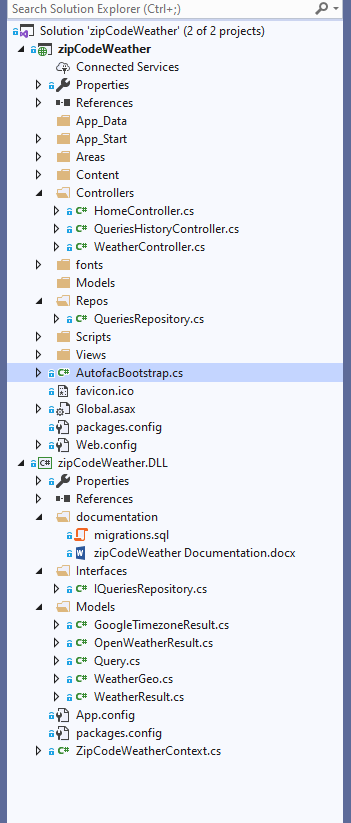 Search Solution Explorer (Ctrl+;)
Solution 'zipCodeWeather' (2 of 2 projects)
zipCodeWeather
Connected Services
Properties
References
App_Data
App_Start
Areas
Content
Controllers
C# HomeController.cs
C# QueriesHistoryController.cs
C# WeatherController.cs
fonts
Models
Repos
C# QueriesRepository.cs
Scripts
Views
C# AutofacBootstrap.cs
favicon.ico
Global.asax
packages.config
Web.config
C# zipCodeWeather.DLL
Properties
References
documentation
migrations.sql
W zipCodeWeather Documentation.docx
Interfaces
C# IQueriesRepository.cs
Models
C# GoogleTimezoneResult.cs
C# OpenWeatherResult.cs
C# Query.cs
C# WeatherGeo.cs
C# WeatherResult.cs
App.config
packages.config
C# ZipCodeWeatherContext.cs